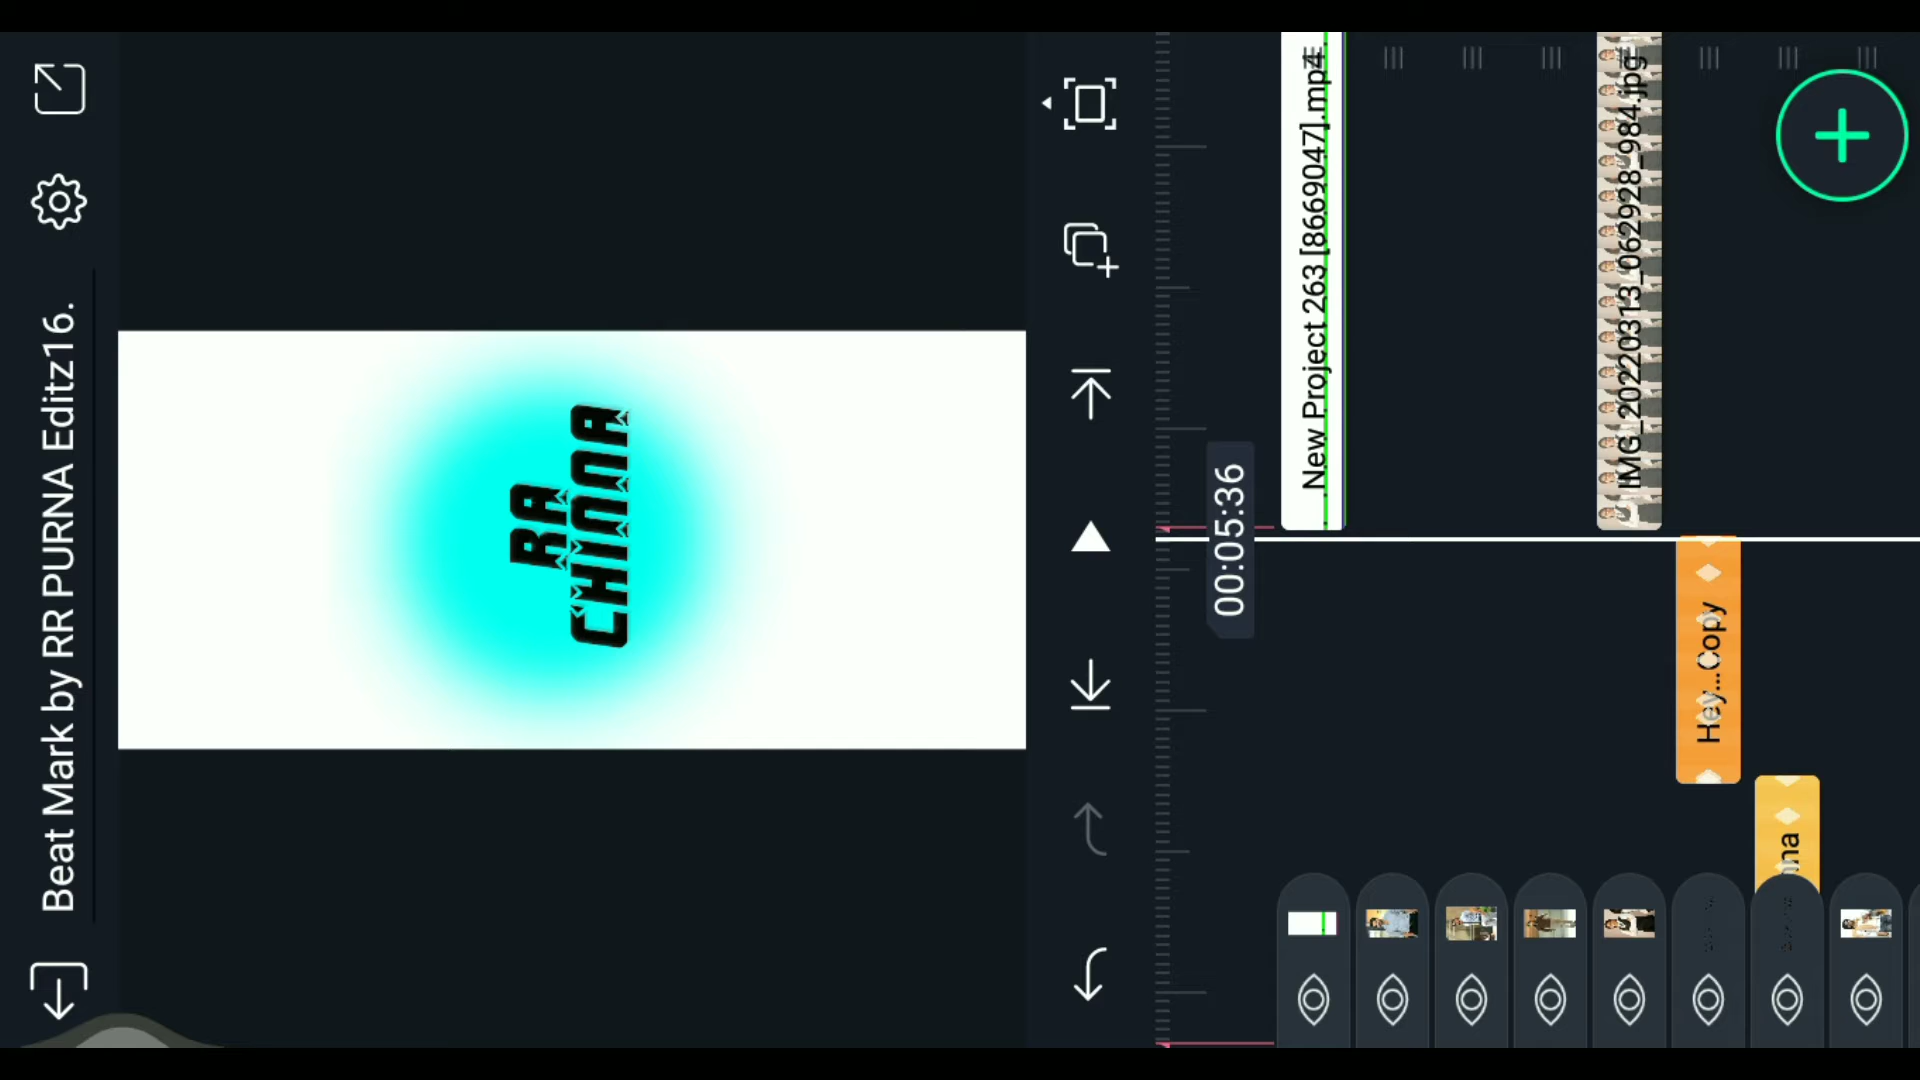 Beat Mark by RR PURNA Editz16.
RA
CHINNA
00:05:36
New Project 263 [8669047].mp4
IMG_20220313_062928_984.jpg
Hey...Copy